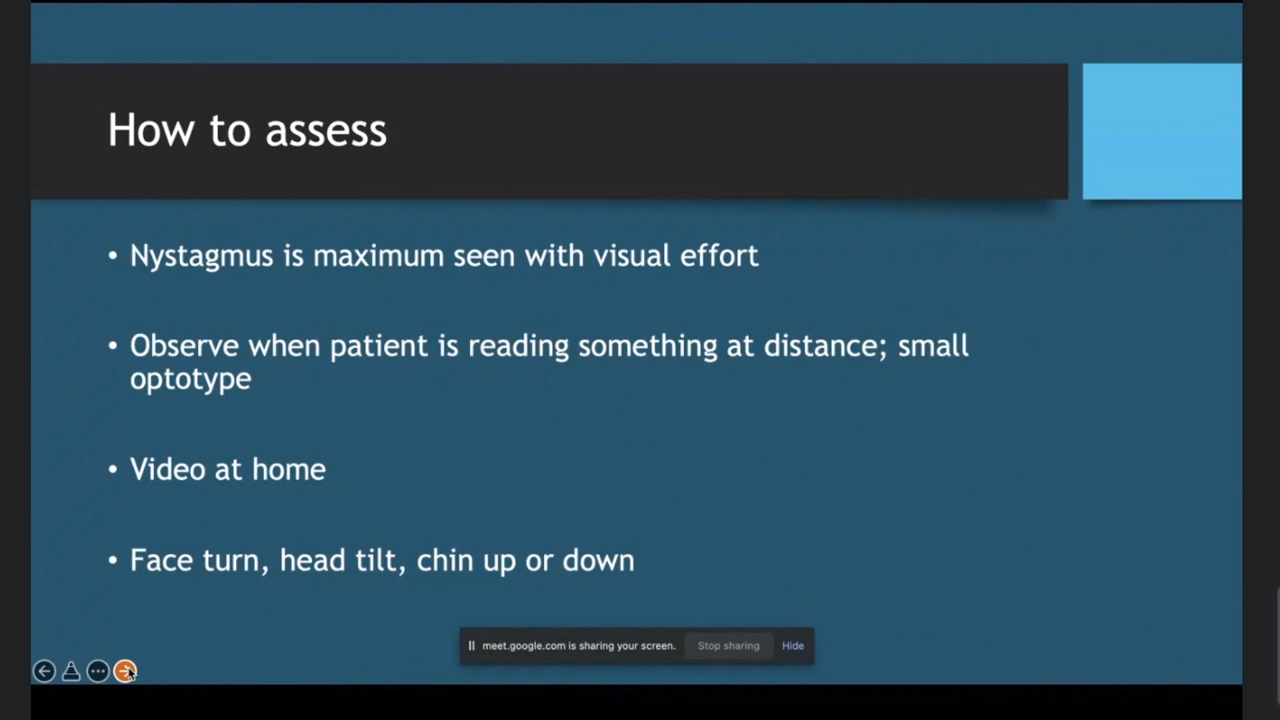 How to assess
• Nystagmus is maximum seen with visual effort
• Observe when patient is reading something at distance; small
optotype
• Video at home
• Face turn, head tilt, chin up or down
meet.google.com is sharing your screen. Stop sharing Hide